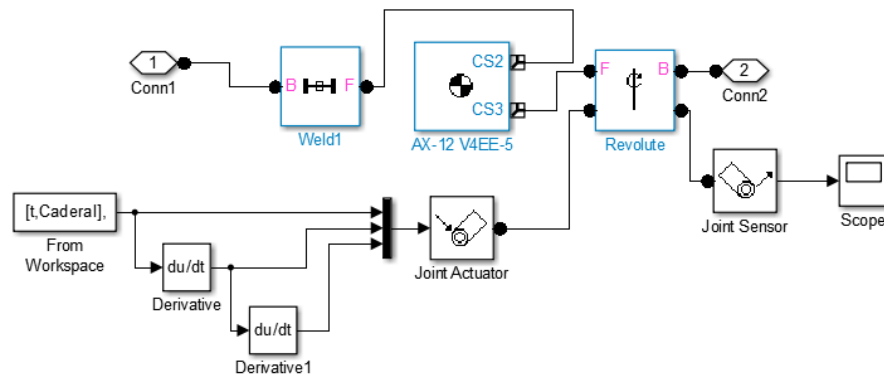 1
Conn1
B
F
Weld1
CS2
CS3
AX-12 V4EE-5
F
B
Revolute
2
Conn2
[t,Caderal],
From
Workspace
du/dt
Derivative
du/dt
Derivative1
Joint Actuator
Joint Sensor
Scope